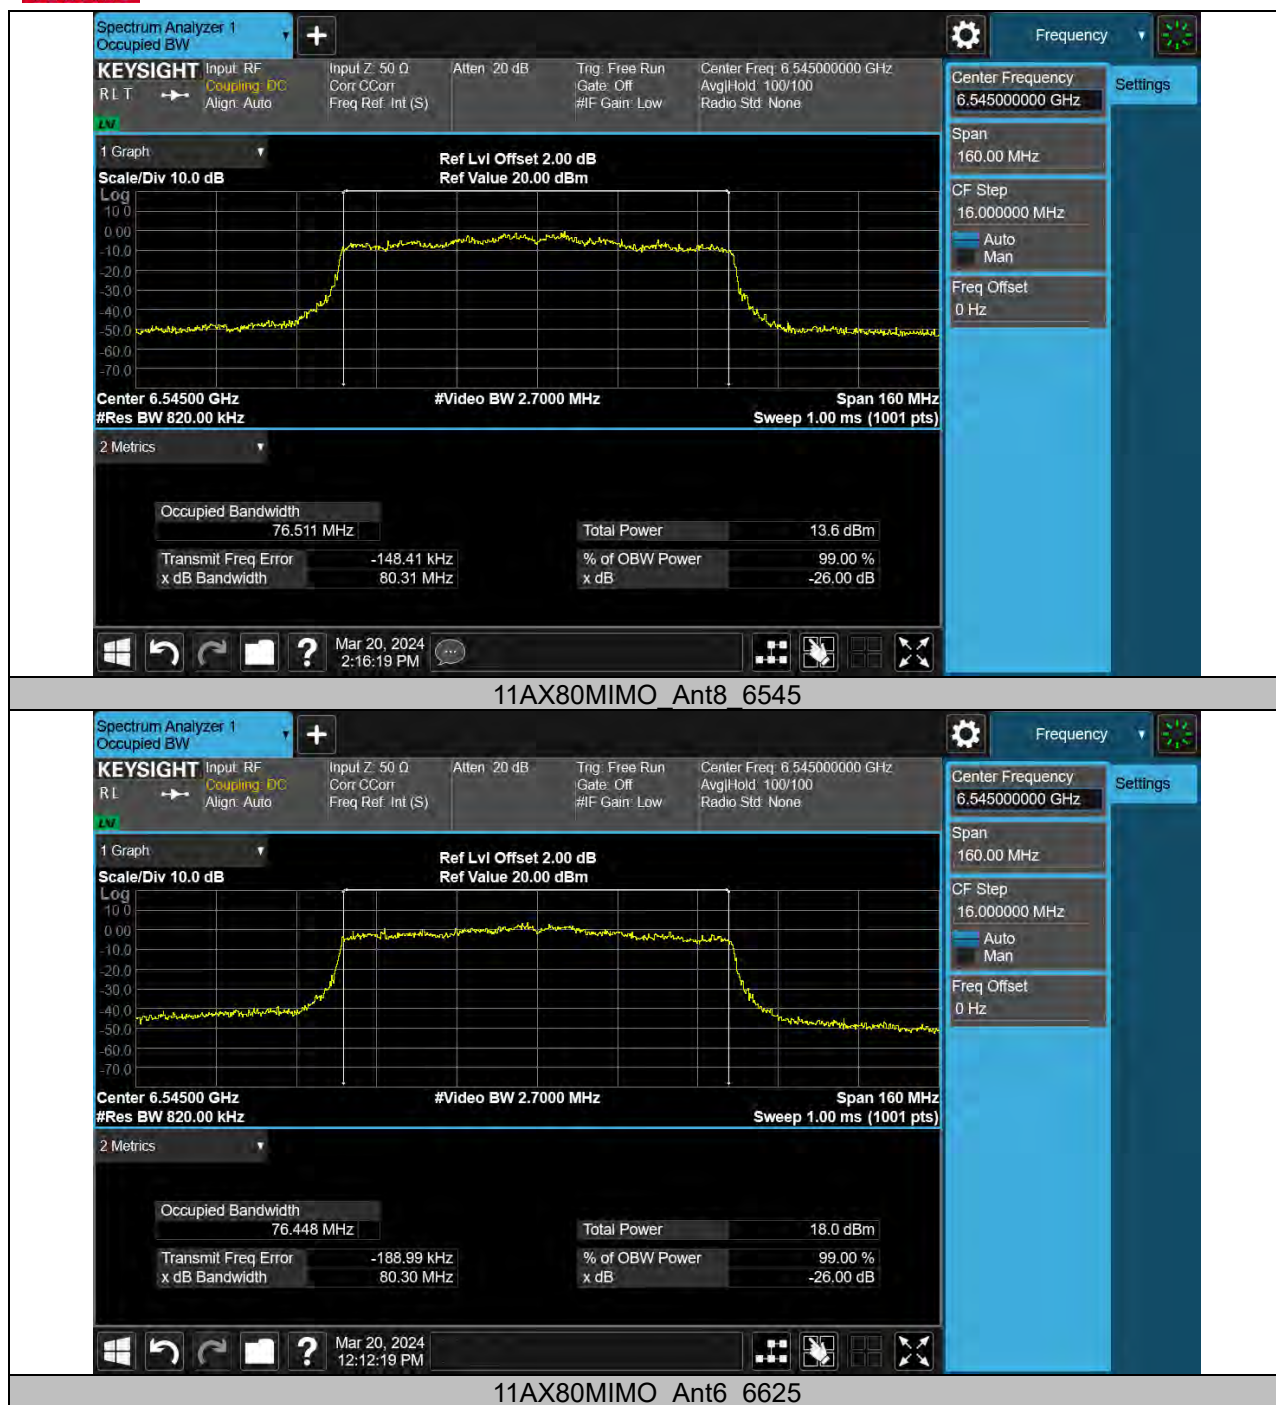 Spectrum Analyzer 1
Occupied BW
Frequency
KEYSIGHT Input: RF Input Z: 50 Ω Atten: 20 dB Trig: Free Run Center Freq: 6.545000000 GHz
Coupling: DC Corr CCorr Gate: Off Avg|Hold: 100/100
R L T Align: Auto Freq Ref: Int (S) #IF Gain: Low Radio Std: None
LNI
Center Frequency
6.545000000 GHz
Settings
Span
160.00 MHz
CF Step
16.000000 MHz
Auto
Man
Freq Offset
0 Hz
1 Graph
Ref Lvl Offset 2.00 dB
Scale/Div 10.0 dB Ref Value 20.00 dBm
Log
10.0
0.00
-10.0
-20.0
-30.0
-40.0
-50.0
-60.0
-70.0
Center 6.54500 GHz #Video BW 2.7000 MHz Span 160 MHz
#Res BW 820.00 kHz Sweep 1.00 ms (1001 pts)
2 Metrics
Occupied Bandwidth
76.511 MHz Total Power 13.6 dBm
Transmit Freq Error -148.41 kHz % of OBW Power 99.00 %
x dB Bandwidth 80.31 MHz x dB -26.00 dB
?
Mar 20, 2024
2:16:19 PM
11AX80MIMO_Ant8_6545
Spectrum Analyzer 1
Occupied BW
Frequency
KEYSIGHT Input: RF Input Z: 50 Ω Atten: 20 dB Trig: Free Run Center Freq: 6.545000000 GHz
Coupling: DC Corr CCorr Gate: Off Avg|Hold: 100/100
R L Align: Auto Freq Ref: Int (S) #IF Gain: Low Radio Std: None
Center Frequency
6.545000000 GHz
Settings
Span
160.00 MHz
CF Step
16.000000 MHz
Auto
Man
Freq Offset
0 Hz
1 Graph
Ref Lvl Offset 2.00 dB
Scale/Div 10.0 dB Ref Value 20.00 dBm
Log
10.0
0.00
-10.0
-20.0
-30.0
-40.0
-50.0
-60.0
-70.0
Center 6.54500 GHz #Video BW 2.7000 MHz Span 160 MHz
#Res BW 820.00 kHz Sweep 1.00 ms (1001 pts)
2 Metrics
Occupied Bandwidth
76.448 MHz Total Power 18.0 dBm
Transmit Freq Error -188.99 kHz % of OBW Power 99.00 %
x dB Bandwidth 80.30 MHz x dB -26.00 dB
?
Mar 20, 2024
12:12:19 PM
11AX80MIMO_Ant6_6625